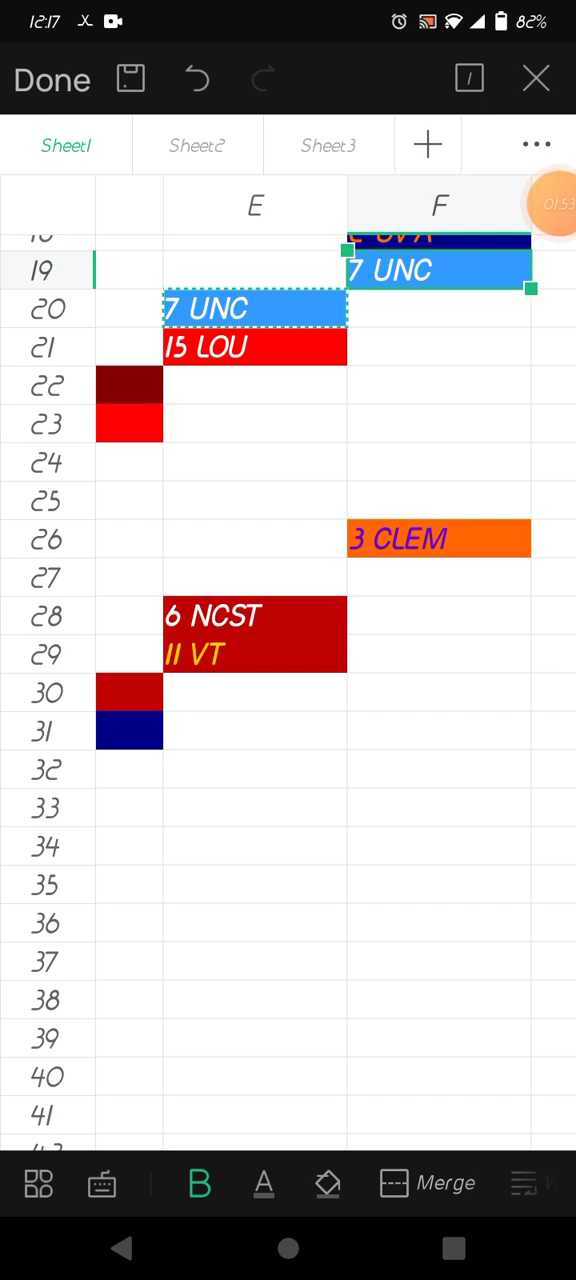 12:17 82%
Done
Sheet1 Sheet2 Sheet3
E F
01:53
19 7 UNC
20 7 UNC
21 15 LOU
22
23
24
25
26 3 CLEM
27
28 6 NCST
29 11 VT
30
31
32
33
34
35
36
37
38
39
40
41
B A Merge